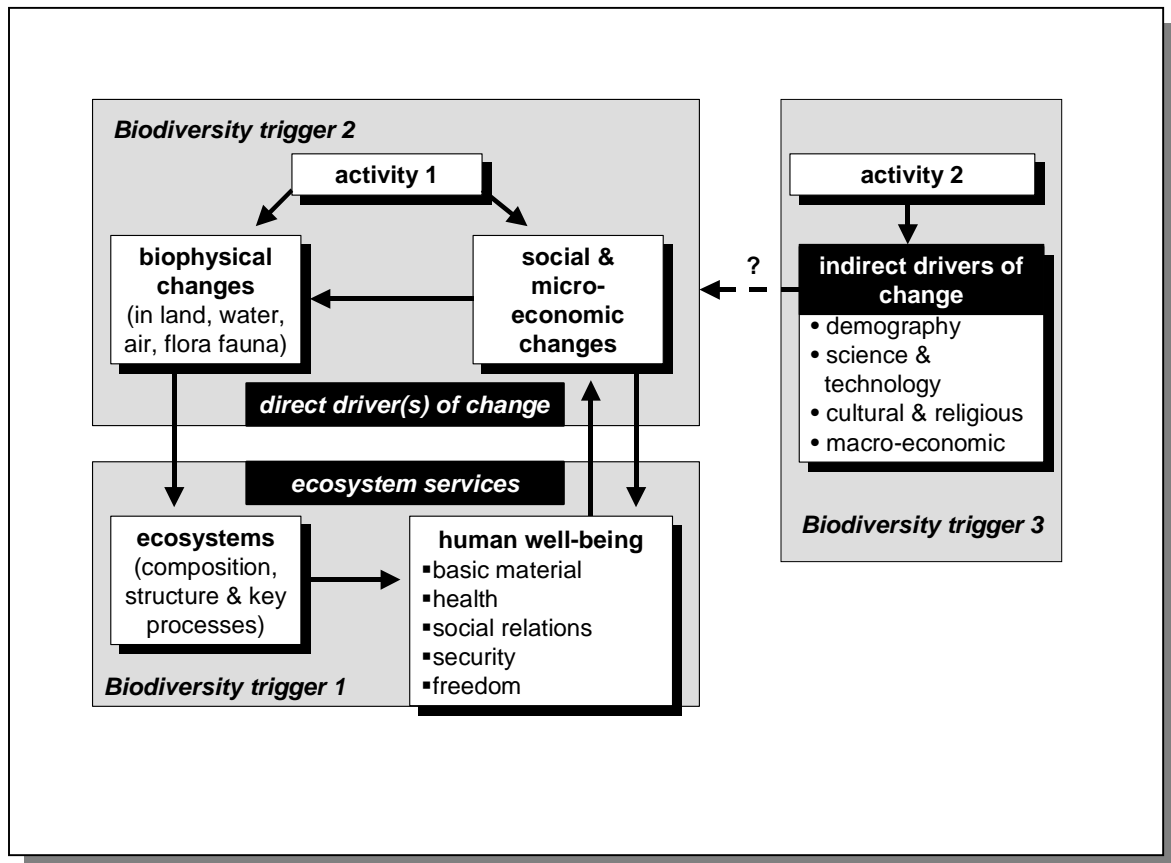 Biodiversity trigger 2
activity 1
biophysical
changes
(in land, water,
air, flora fauna)
social &
micro-
economic
changes
direct driver(s) of change
?
activity 2
indirect drivers of
change
• demography
• science &
technology
• cultural & religious
• macro-economic
Biodiversity trigger 3
ecosystem services
ecosystems
(composition,
structure & key
processes)
human well-being
▪basic material
▪health
▪social relations
▪security
▪freedom
Biodiversity trigger 1